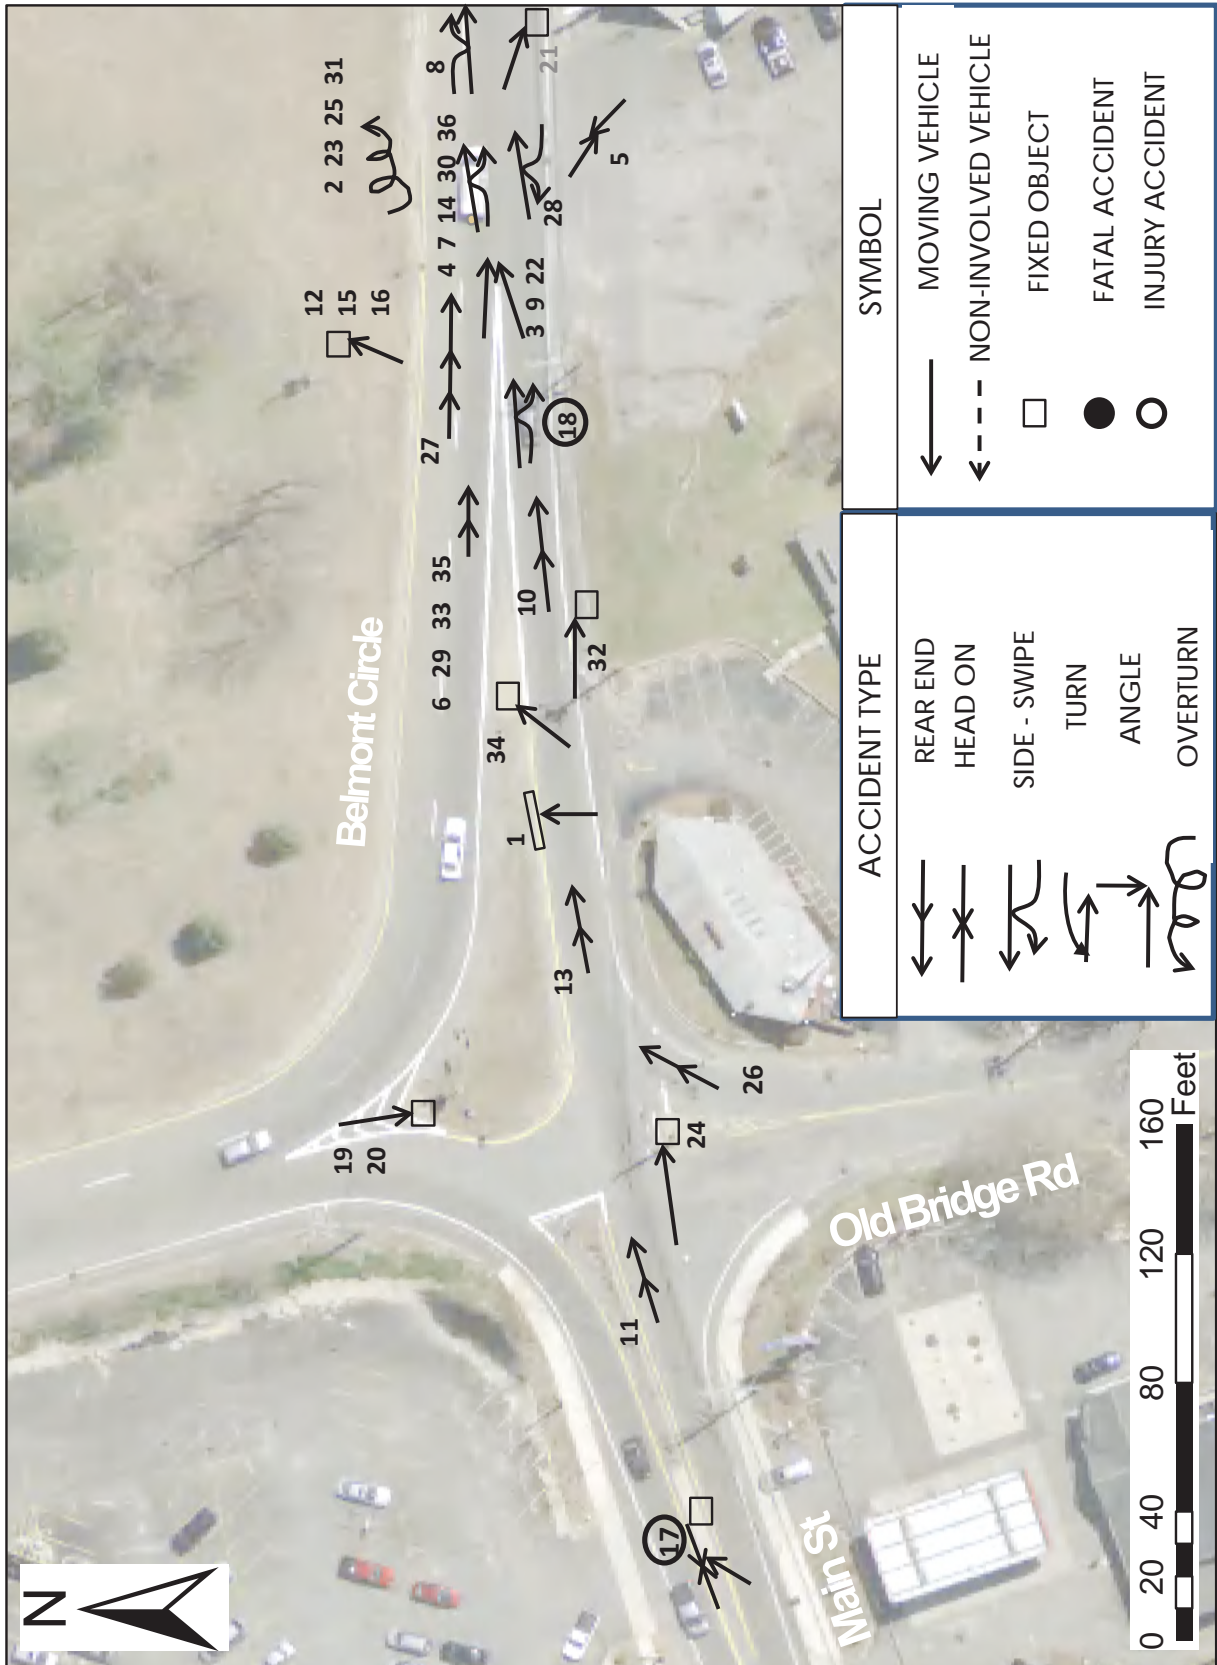 N
2 23 25 31
12
15
16
8
4 7 14 30 36
21
27
28
5
3 9 22
18
6 29 33 35
10
32
34
1
13
Belmont Circle
19
20
26
24
11
17
Old Bridge Rd
Main St
0 20 40 80 120 160
Feet
ACCIDENT TYPE
REAR END
HEAD ON
SIDE - SWIPE
TURN
ANGLE
OVERTURN
SYMBOL
MOVING VEHICLE
NON-INVOLVED VEHICLE
FIXED OBJECT
FATAL ACCIDENT
INJURY ACCIDENT